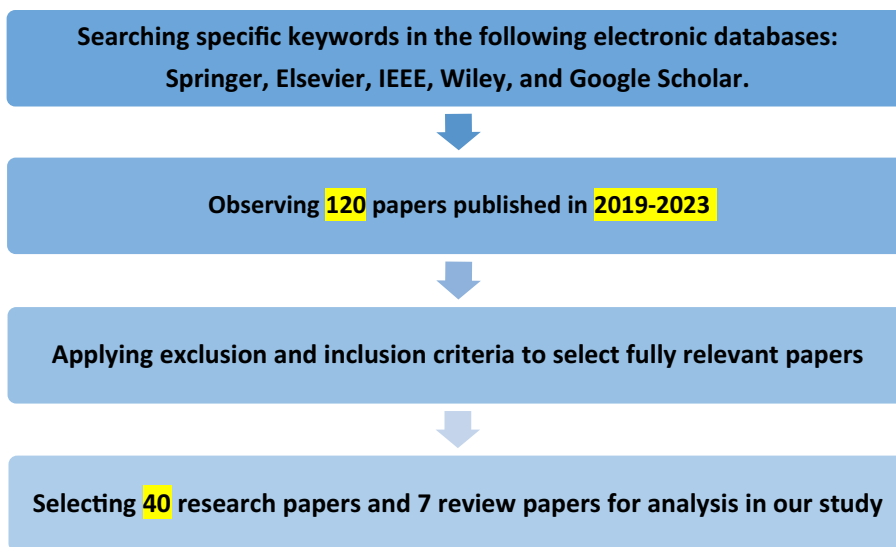 Searching specific keywords in the following electronic databases:
Springer, Elsevier, IEEE, Wiley, and Google Scholar.
Observing 120 papers published in 2019-2023
Applying exclusion and inclusion criteria to select fully relevant papers
Selecting 40 research papers and 7 review papers for analysis in our study